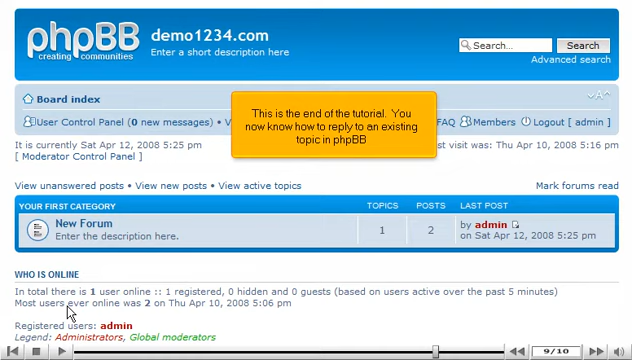 phpBB
creating communities
demo1234.com
Enter a short description here
Search...
Search
Advanced search
Board index
A
User Control Panel (0 new messages) • V
FAQ Members Logout [ admin ]
This is the end of the tutorial. You
now know how to reply to an existing
topic in phpBB
It is currently Sat Apr 12, 2008 5:25 pm
st visit was: Thu Apr 10, 2008 5:16 pm
[ Moderator Control Panel ]
View unanswered posts • View new posts • View active topics
Mark forums read
YOUR FIRST CATEGORY TOPICS POSTS LAST POST
New Forum
Enter the description here.
1
2
by admin
on Sat Apr 12, 2008 5:25 pm
WHO IS ONLINE
In total there is 1 user online :: 1 registered, 0 hidden and 0 guests (based on users active over the past 5 minutes)
Most users ever online was 2 on Thu Apr 10, 2008 5:06 pm
Registered users: admin
Legend: Administrators, Global moderators
9/10